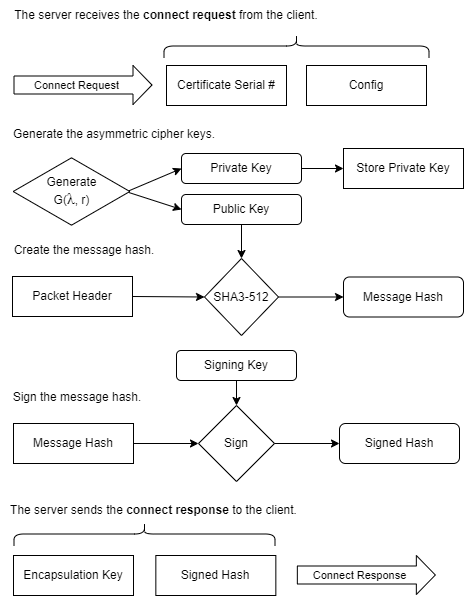 The server receives the connect request from the client.
Connect Request
Certificate Serial #
Config
Generate the asymmetric cipher keys.
Generate
G(λ, r)
Private Key
Store Private Key
Public Key
Create the message hash.
Packet Header
SHA3-512
Message Hash
Signing Key
Sign the message hash.
Message Hash
Sign
Signed Hash
The server sends the connect response to the client.
Encapsulation Key
Signed Hash
Connect Response